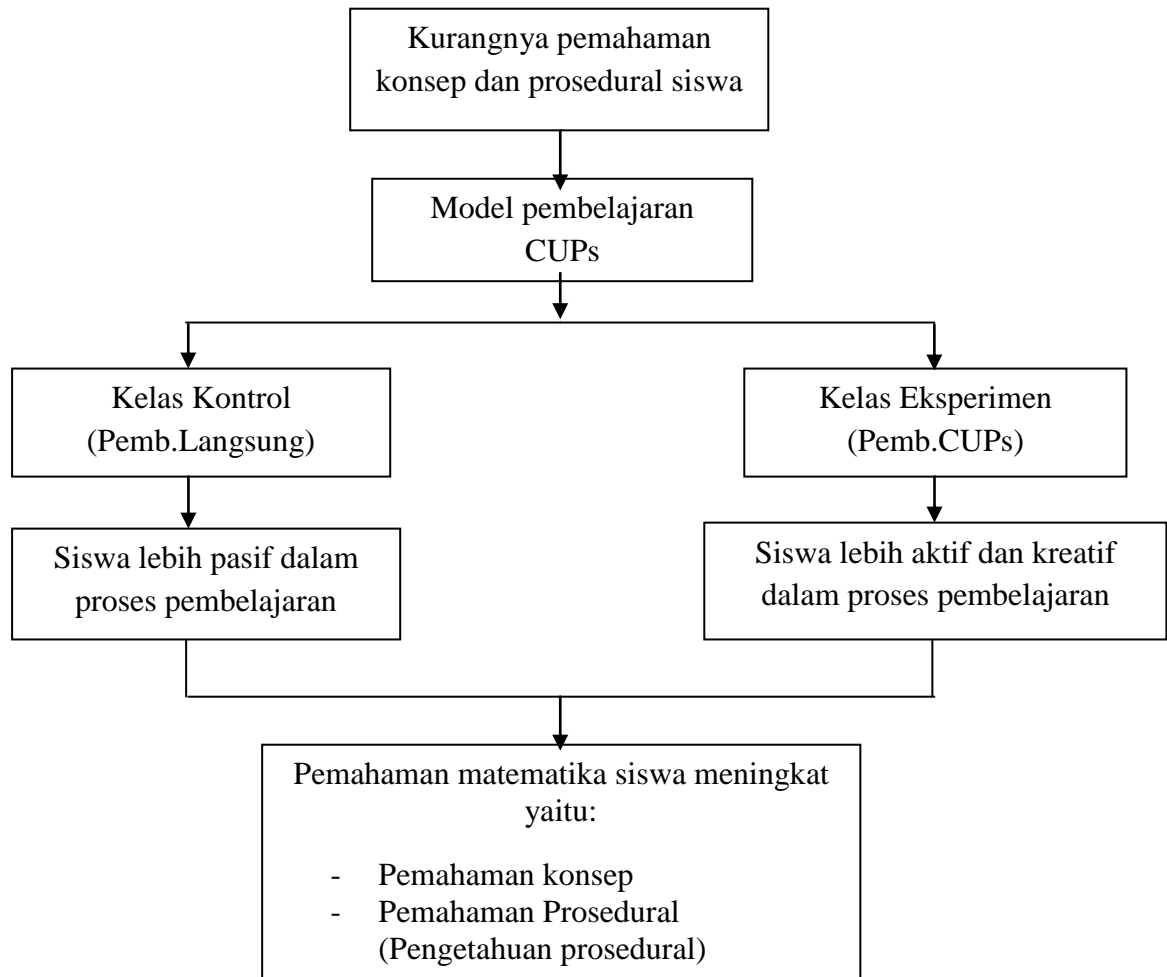 Kurangnya pemahaman
konsep dan prosedural siswa
Model pembelajaran
CUPs
Kelas Kontrol
(Pemb.Langsung)
Kelas Eksperimen
(Pemb.CUPs)
Siswa lebih pasif dalam
proses pembelajaran
Siswa lebih aktif dan kreatif
dalam proses pembelajaran
Pemahaman matematika siswa meningkat
yaitu:
- Pemahaman konsep
- Pemahaman Prosedural
(Pengetahuan prosedural)